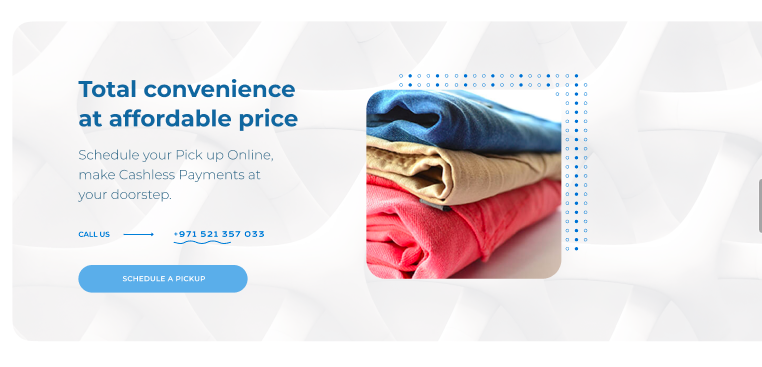 Total convenience
at affordable price
Schedule your Pick up Online,
make Cashless Payments at
your doorstep.
CALL US +971 521 357 033
SCHEDULE A PICKUP